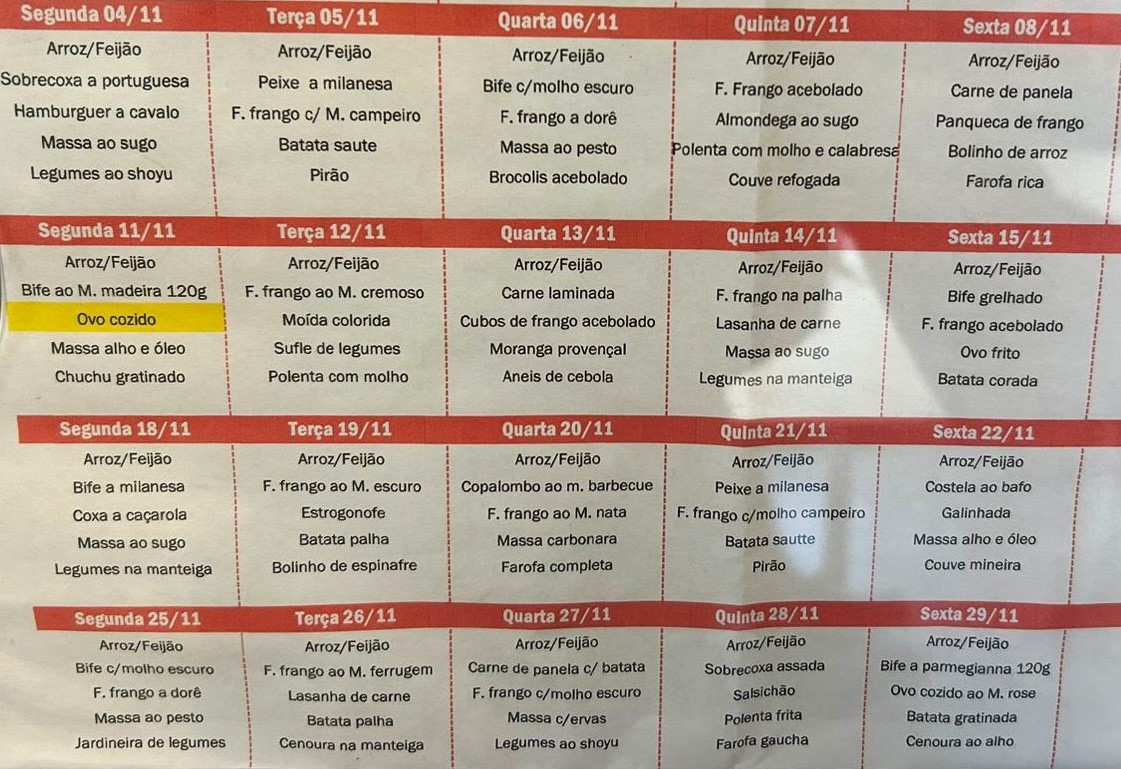 Segunda 04/11
Arroz/Feijão
Sobrecoxa a portuguesa
Hamburguer a cavalo
Massa ao sugo
Legumes ao shoyu
Terça 05/11
Arroz/Feijão
Peixe a milanesa
F. frango c/ M. campeiro
Batata saute
Pirão
Quarta 06/11
Arroz/Feijão
Bife c/molho escuro
F. frango a dorê
Massa ao pesto
Brocolis acebolado
Quinta 07/11
Arroz/Feijão
F. Frango acebolado
Almondega ao sugo
Polenta com molho e calabresa
Couve refogada
Sexta 08/11
Arroz/Feijão
Carne de panela
Panqueca de frango
Bolinho de arroz
Farofa rica
Segunda 11/11
Arroz/Feijão
Bife ao M. madeira 120g
Ovo cozido
Massa alho e óleo
Chuchu gratinado
Terça 12/11
Arroz/Feijão
F. frango ao M. cremoso
Moída colorida
Sufle de legumes
Polenta com molho
Quarta 13/11
Arroz/Feijão
Carne laminada
Cubos de frango acebolado
Moranga provençal
Aneis de cebola
Quinta 14/11
Arroz/Feijão
F. frango na palha
Lasanha de carne
Massa ao sugo
Legumes na manteiga
Sexta 15/11
Arroz/Feijão
Bife grelhado
F. frango acebolado
Ovo frito
Batata corada
Segunda 18/11
Arroz/Feijão
Bife a milanesa
Coxa a caçarola
Massa ao sugo
Legumes na manteiga
Terça 19/11
Arroz/Feijão
F. frango ao M. escuro
Estrogonofe
Batata palha
Bolinho de espinafre
Quarta 20/11
Arroz/Feijão
Copalombo ao m. barbecue
F. frango ao M. nata
Massa carbonara
Farofa completa
Quinta 21/11
Arroz/Feijão
Peixe a milanesa
F. frango c/molho campeiro
Batata sautte
Pirão
Sexta 22/11
Arroz/Feijão
Costela ao bafo
Galinhada
Massa alho e óleo
Couve mineira
Segunda 25/11
Arroz/Feijão
Bife c/molho escuro
F. frango a dorê
Massa ao pesto
Jardineira de legumes
Terça 26/11
Arroz/Feijão
F. frango ao M. ferrugem
Lasanha de carne
Batata palha
Cenoura na manteiga
Quarta 27/11
Arroz/Feijão
Carne de panela c/ batata
F. frango c/molho escuro
Massa c/ervas
Legumes ao shoyu
Quinta 28/11
Arroz/Feijão
Sobrecoxa assada
Salsichão
Polenta frita
Farofa gaucha
Sexta 29/11
Arroz/Feijão
Bife a parmegianna 120g
Ovo cozido ao M. rose
Batata gratinada
Cenoura ao alho